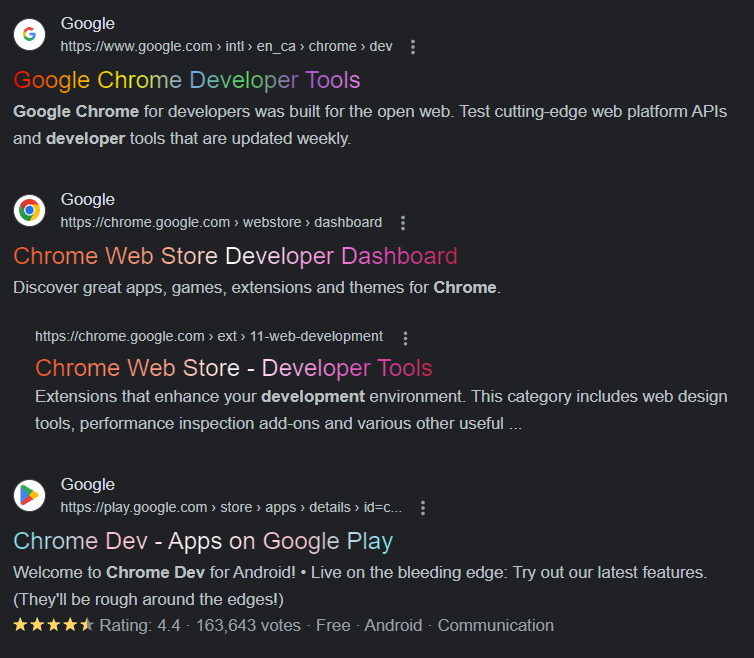 Google
https://www.google.com › intl › en_ca › chrome › dev
Google Chrome Developer Tools
Google Chrome for developers was built for the open web. Test cutting-edge web platform APIs
and developer tools that are updated weekly.
Google
https://chrome.google.com › webstore › dashboard
Chrome Web Store Developer Dashboard
Discover great apps, games, extensions and themes for Chrome.
https://chrome.google.com › ext › 11-web-development
Chrome Web Store - Developer Tools
Extensions that enhance your development environment. This category includes web design
tools, performance inspection add-ons and various other useful ...
Google
https://play.google.com › store › apps › details › id=c...
Chrome Dev - Apps on Google Play
Welcome to Chrome Dev for Android! • Live on the bleeding edge: Try out our latest features.
(They'll be rough around the edges!)
Rating: 4.4 · 163,643 votes · Free · Android · Communication